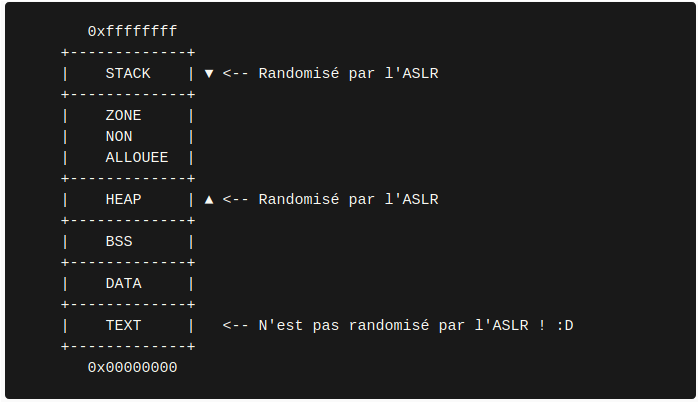 0xffffffff
+-------------+
|    STACK    | ▼ <-- Randomisé par l'ASLR
+-------------+
|    ZONE     |
|    NON      |
|    ALLOUEE  |
+-------------+
|    HEAP     | ▲ <-- Randomisé par l'ASLR
+-------------+
|    BSS      |
+-------------+
|    DATA     |
+-------------+
|    TEXT     |   <-- N'est pas randomisé par l'ASLR ! :D
+-------------+
0x00000000